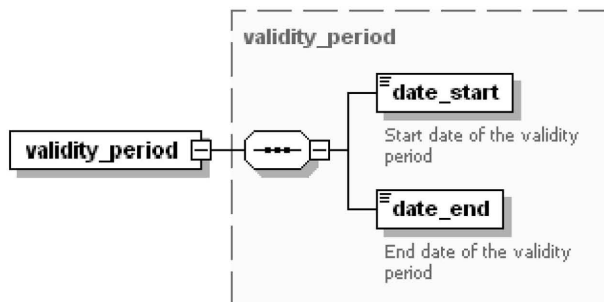 validity_period
date_start
Start date of the validity
period
validity_period
date_end
End date of the validity
period